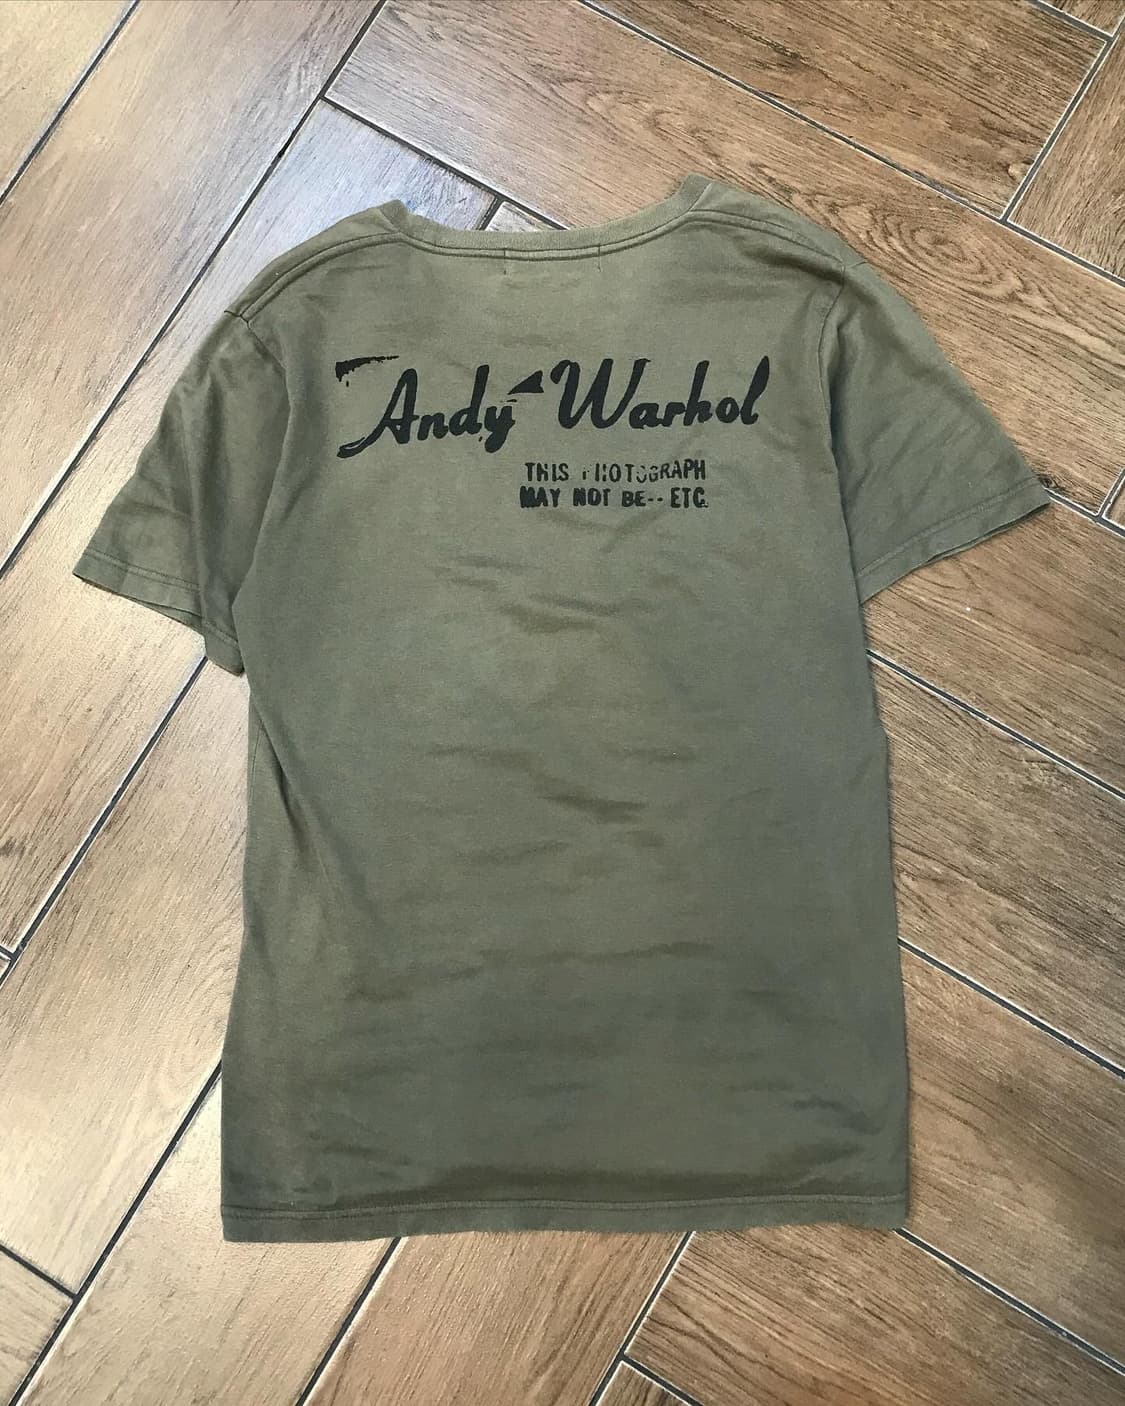 Andy Warhol
THIS PHOTOGRAPH
MAY NOT BE-- ETC.